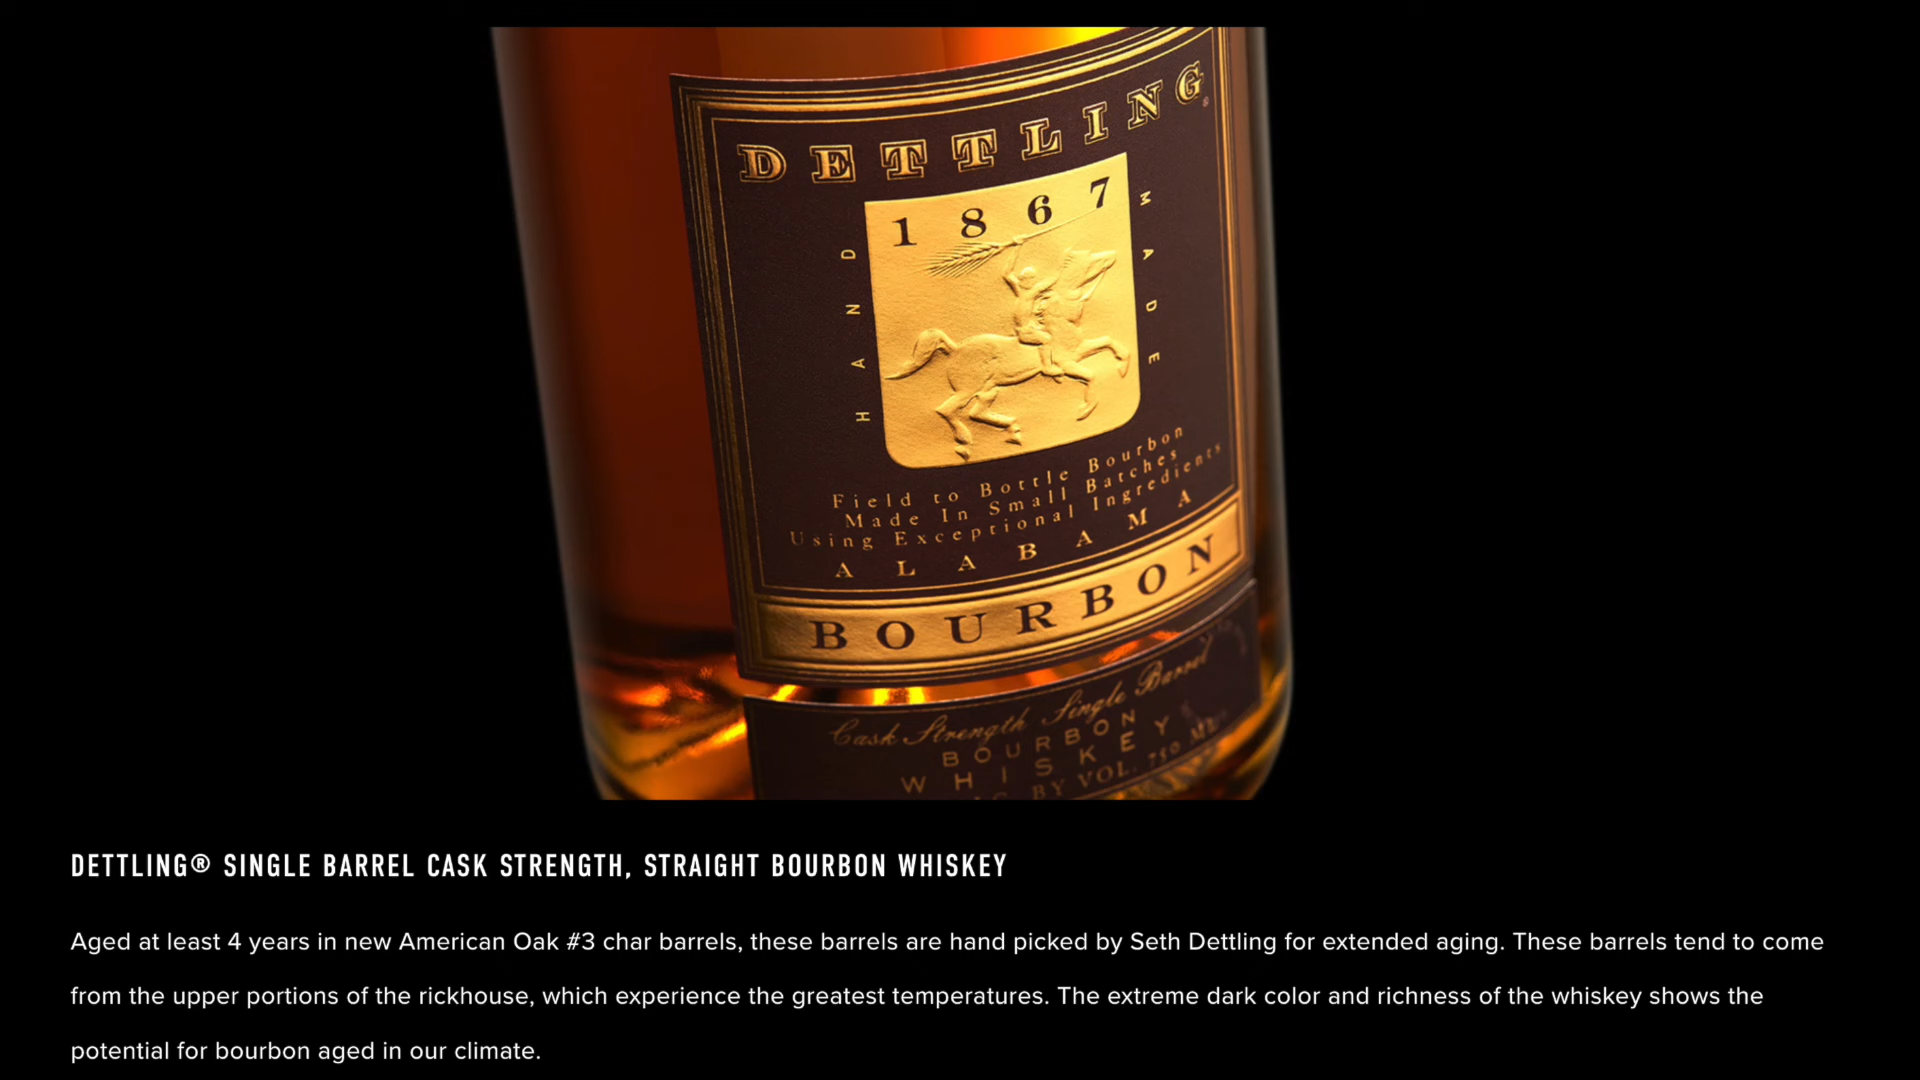 DETTLING®
1867
HAND
MADE
Field to Bottle Bourbon
Made In Small Batches
Using Exceptional Ingredients
ALABAMA
BOURBON
Cask Strength Single Barrel
BOURBON
WHISKEY
BY VOL. 750 ML
DETTLING® SINGLE BARREL CASK STRENGTH, STRAIGHT BOURBON WHISKEY
Aged at least 4 years in new American Oak #3 char barrels, these barrels are hand picked by Seth Dettling for extended aging. These barrels tend to come
from the upper portions of the rickhouse, which experience the greatest temperatures. The extreme dark color and richness of the whiskey shows the
potential for bourbon aged in our climate.